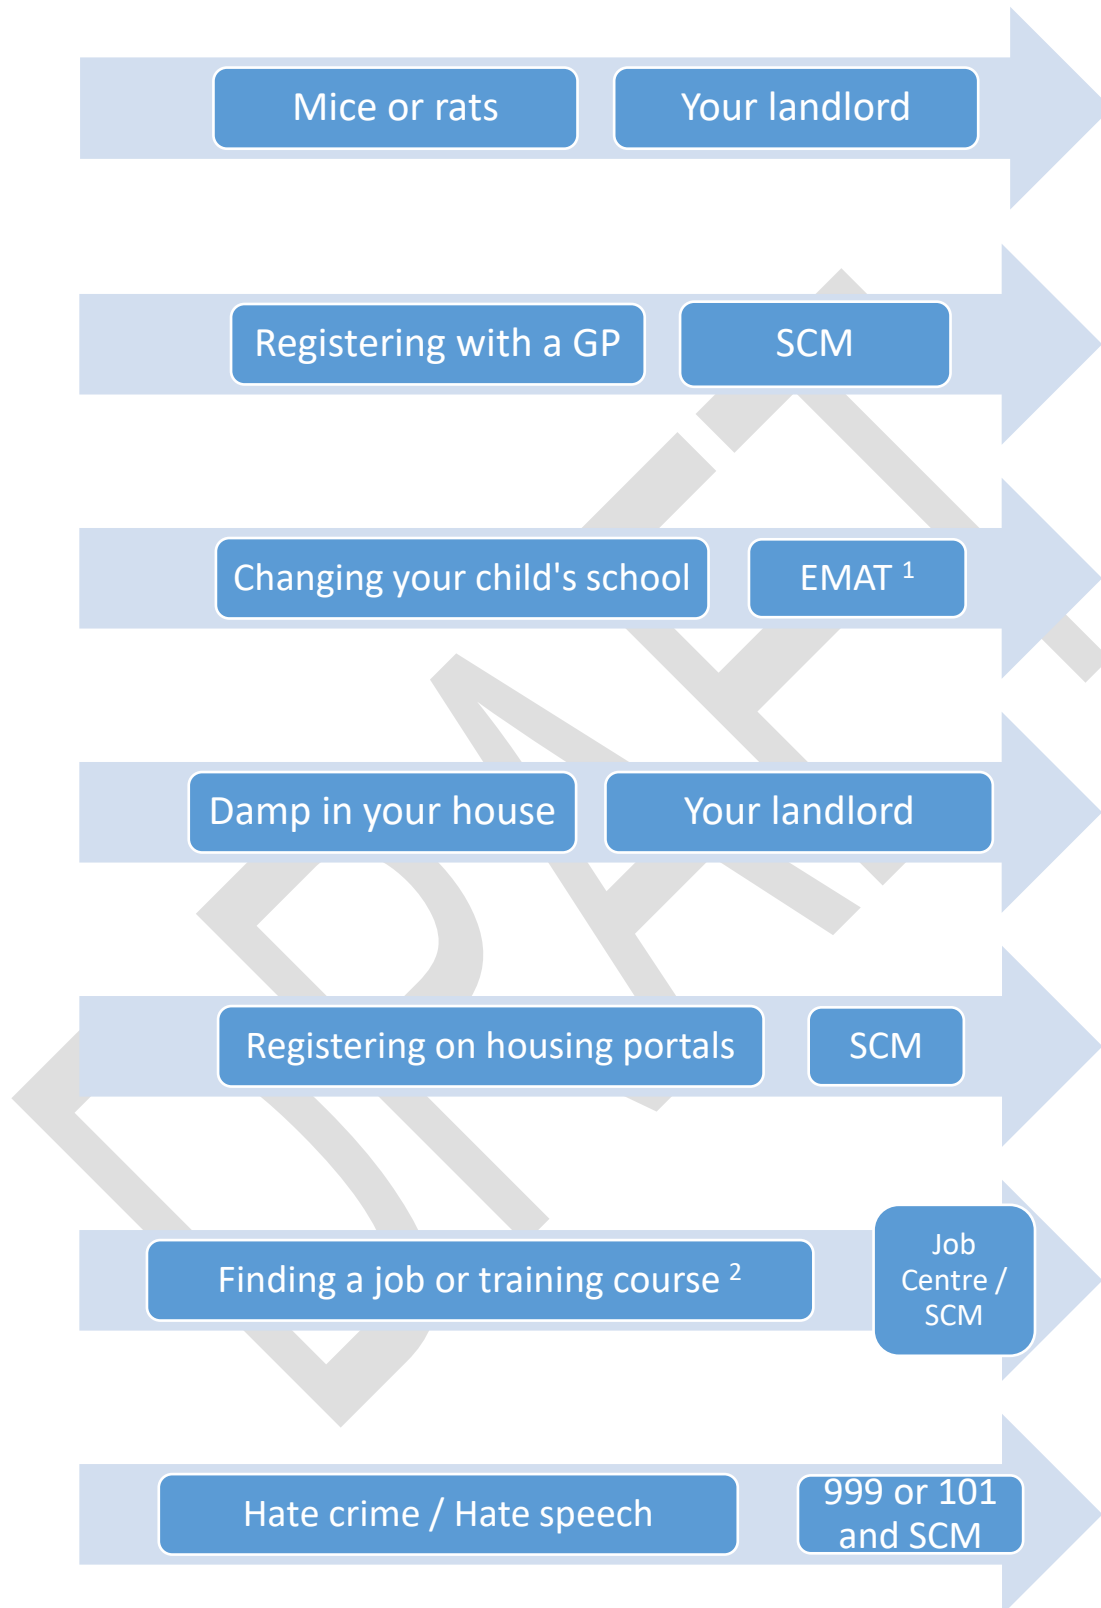 Mice or rats
Your landlord
Registering with a GP
SCM
Changing your child's school
EMAT ¹
Damp in your house
Your landlord
Registering on housing portals
SCM
Finding a job or training course ²
Job
Centre /
SCM
Hate crime / Hate speech
999 or 101
and SCM
DRAFT